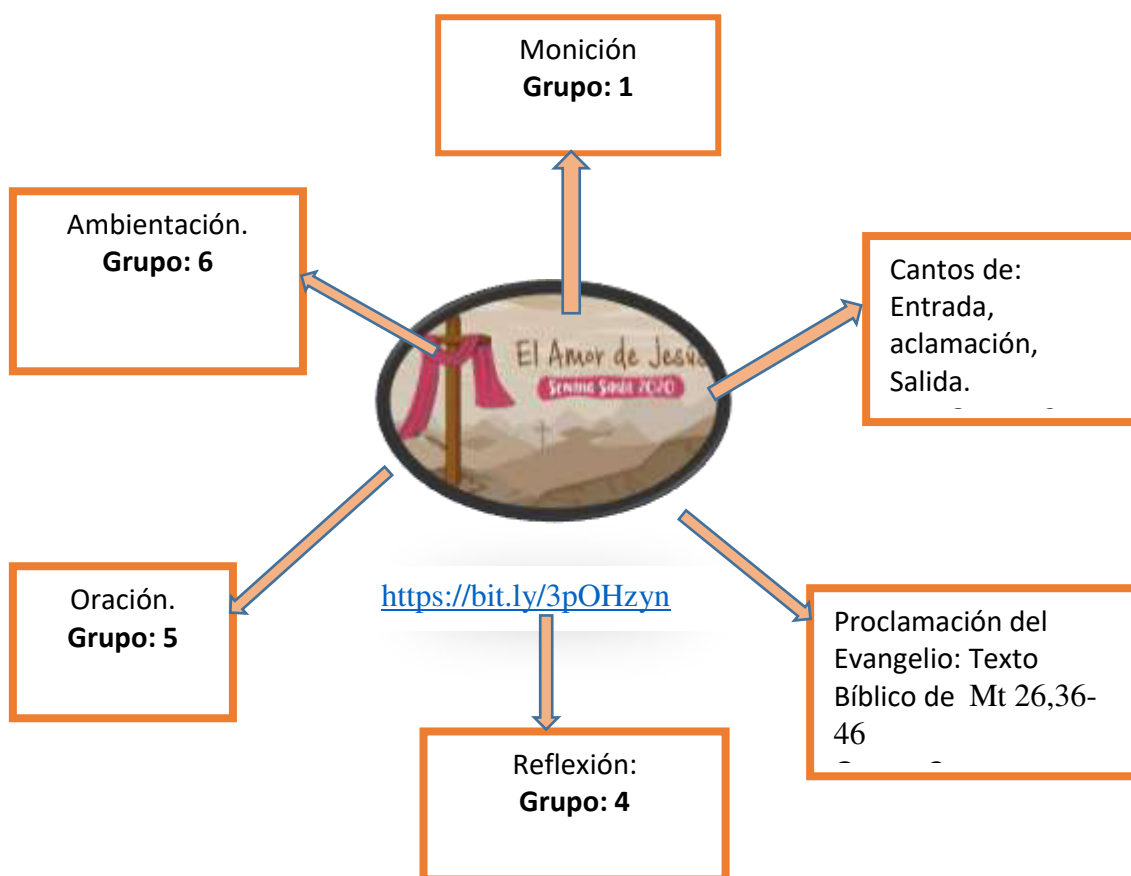 Monición
Grupo: 1
Ambientación.
Grupo: 6
Cantos de:
Entrada,
aclamación,
Salida.
El Amor de Jesús
Semana Santa 2020
https://bit.ly/3pOHzyn
Oración.
Grupo: 5
Proclamación del
Evangelio: Texto
Bíblico de Mt 26,36-
46
Reflexión:
Grupo: 4